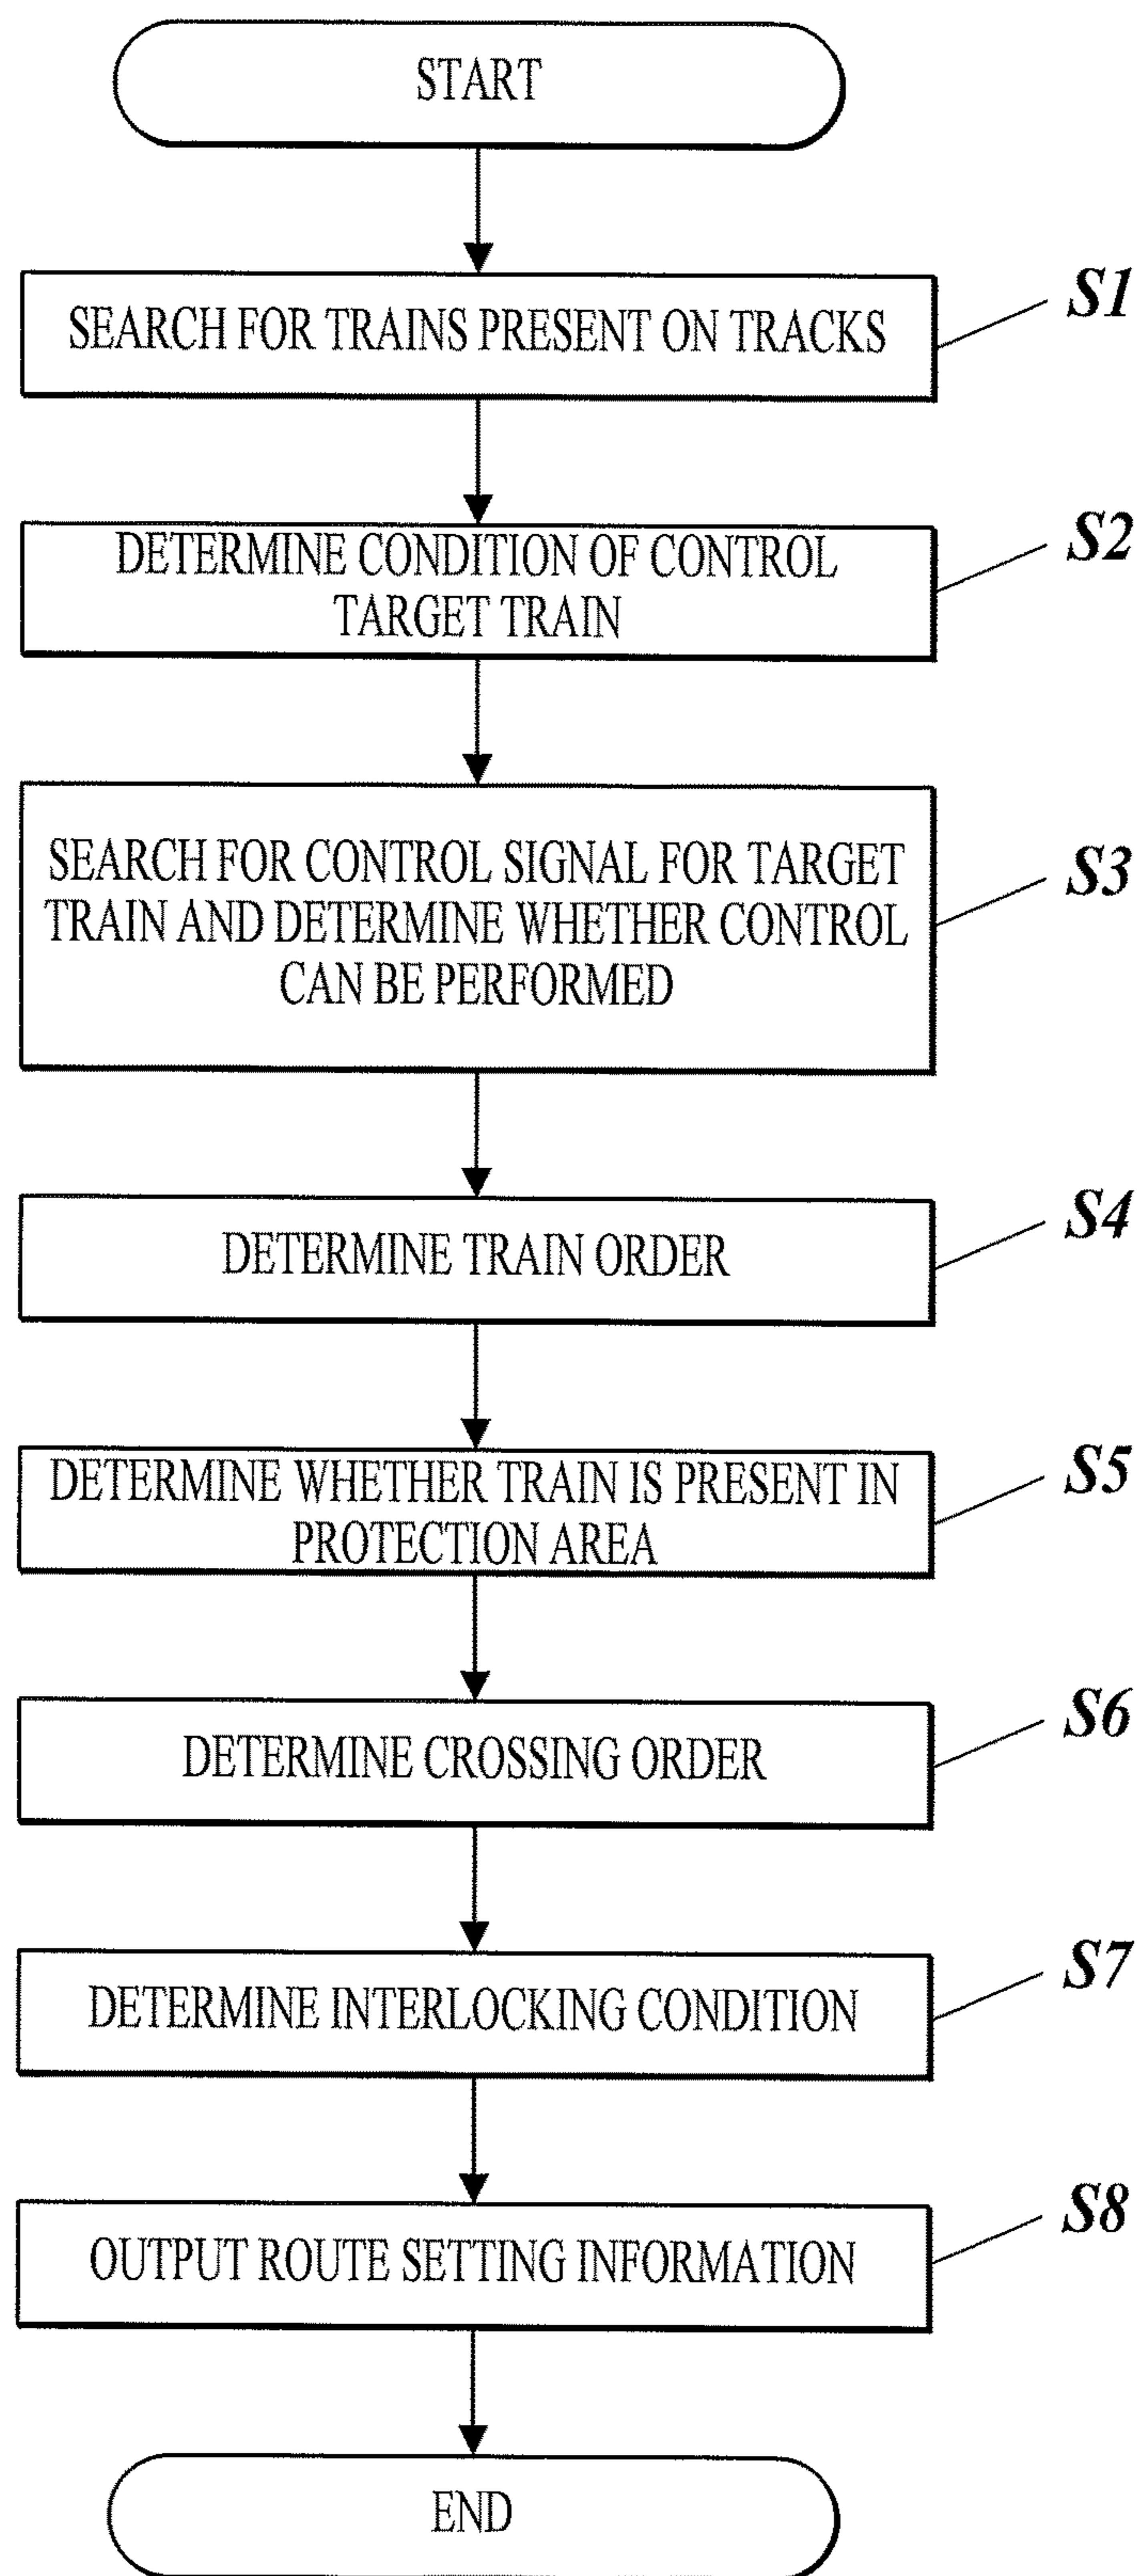 START
SEARCH FOR TRAINS PRESENT ON TRACKS
S1
DETERMINE CONDITION OF CONTROL
TARGET TRAIN
S2
SEARCH FOR CONTROL SIGNAL FOR TARGET
TRAIN AND DETERMINE WHETHER CONTROL
CAN BE PERFORMED
S3
DETERMINE TRAIN ORDER
S4
DETERMINE WHETHER TRAIN IS PRESENT IN
PROTECTION AREA
S5
DETERMINE CROSSING ORDER
S6
DETERMINE INTERLOCKING CONDITION
S7
OUTPUT ROUTE SETTING INFORMATION
S8
END